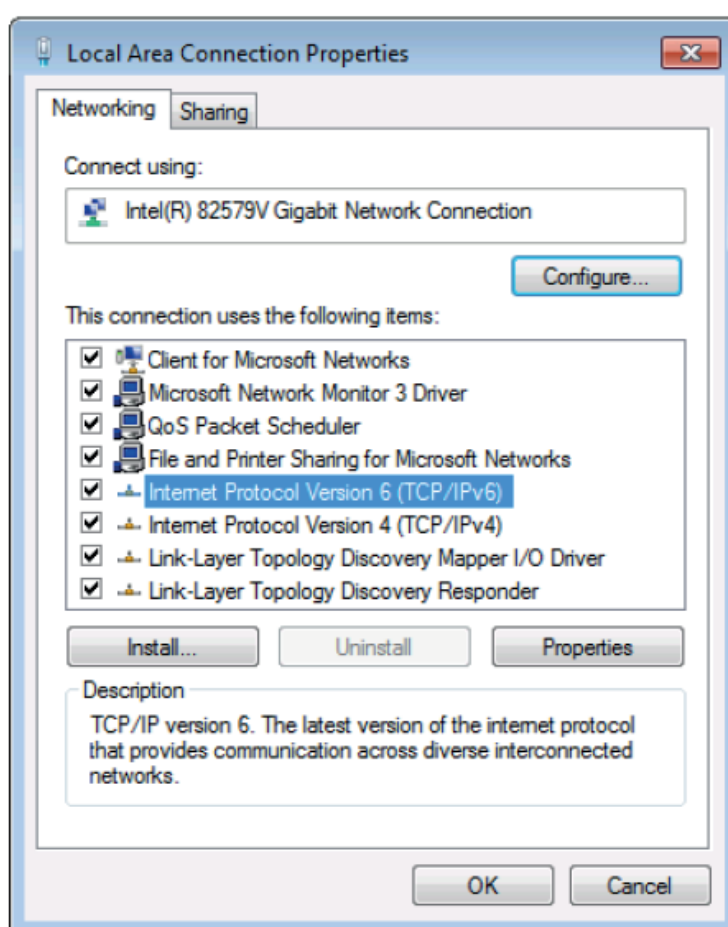 Local Area Connection Properties
Networking
Sharing
Connect using:
Intel(R) 82579V Gigabit Network Connection
Configure...
This connection uses the following items:
Client for Microsoft Networks
Microsoft Network Monitor 3 Driver
QoS Packet Scheduler
File and Printer Sharing for Microsoft Networks
Internet Protocol Version 6 (TCP/IPv6)
Internet Protocol Version 4 (TCP/IPv4)
Link-Layer Topology Discovery Mapper I/O Driver
Link-Layer Topology Discovery Responder
Install...
Uninstall
Properties
Description
TCP/IP version 6. The latest version of the internet protocol
that provides communication across diverse interconnected
networks.
OK
Cancel